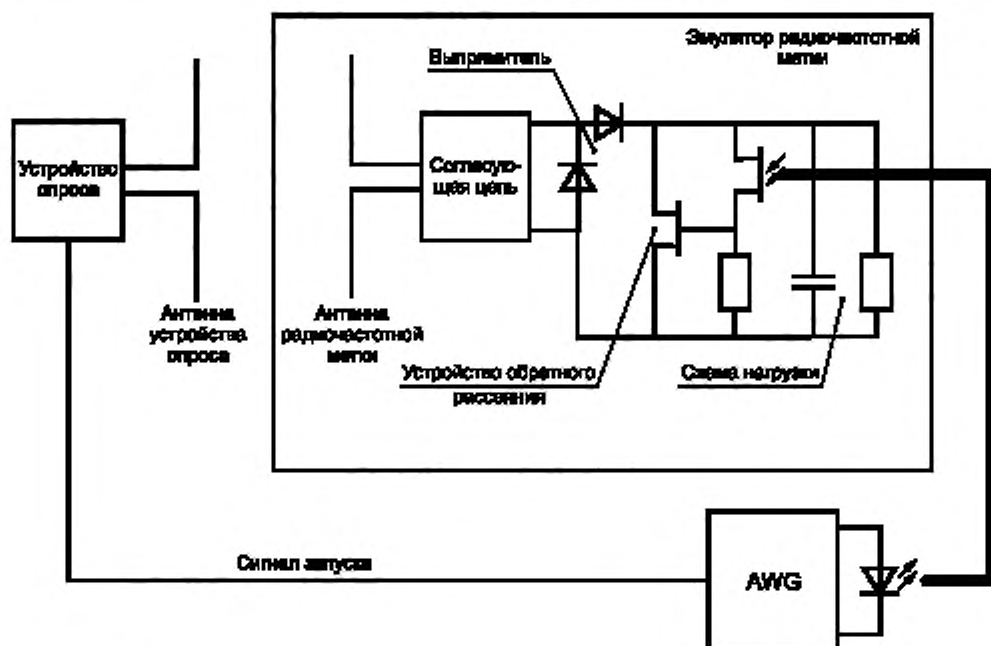 Эмулятор радиочастотной
метки
Выпрямитель
Устройство
опроса
Согласую-
щая цепь
Антенна
устройства
опроса
Антенна
радиочастотной
метки
Устройство обратного
рассеяния
Схема нагрузки
Сигнал запуска
AWG